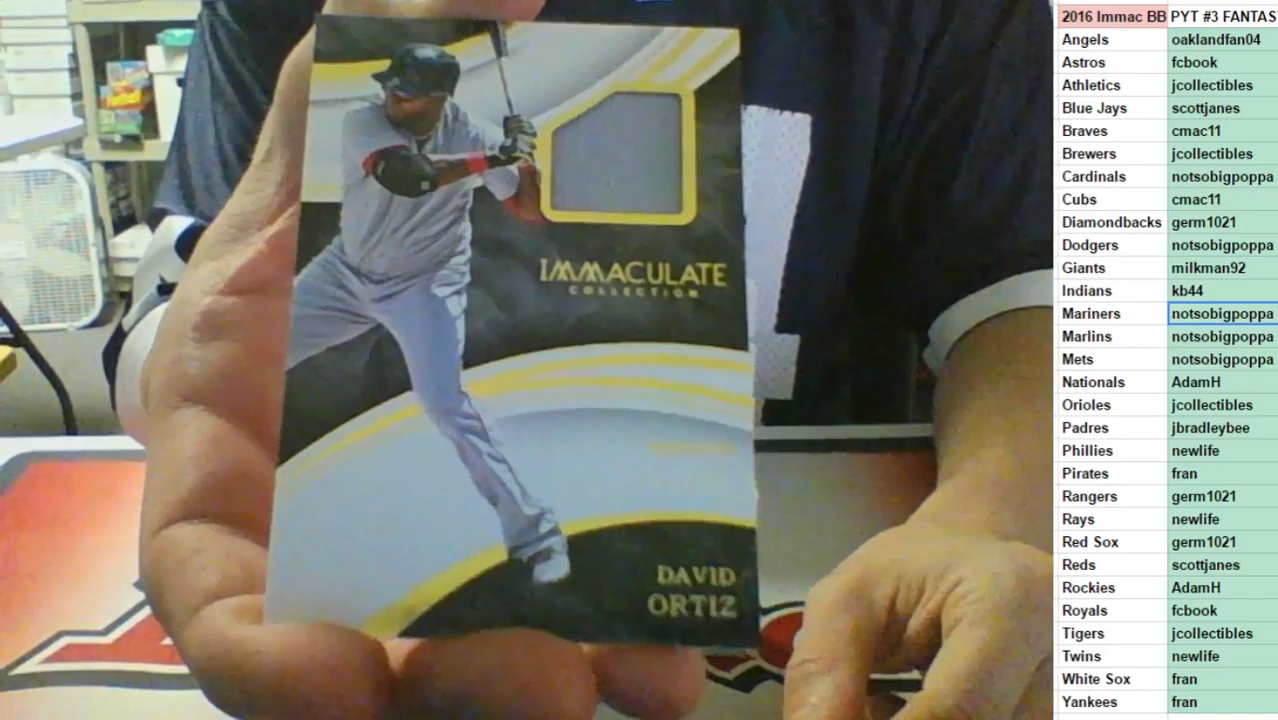 IMMACULATE
COLLECTION
DAVID
ORTIZ
2016 Immac BB PYT #3 FANTAS
Angels oaklandfan04
Astros fcbook
Athletics jcollectibles
Blue Jays scottjanes
Braves cmac11
Brewers jcollectibles
Cardinals notsobigpoppa
Cubs cmac11
Diamondbacks germ1021
Dodgers notsobigpoppa
Giants milkman92
Indians kb44
Mariners notsobigpoppa
Marlins notsobigpoppa
Mets notsobigpoppa
Nationals AdamH
Orioles jcollectibles
Padres jbradleybee
Phillies newlife
Pirates fran
Rangers germ1021
Rays newlife
Red Sox germ1021
Reds scottjanes
Rockies AdamH
Royals fcbook
Tigers jcollectibles
Twins newlife
White Sox fran
Yankees fran